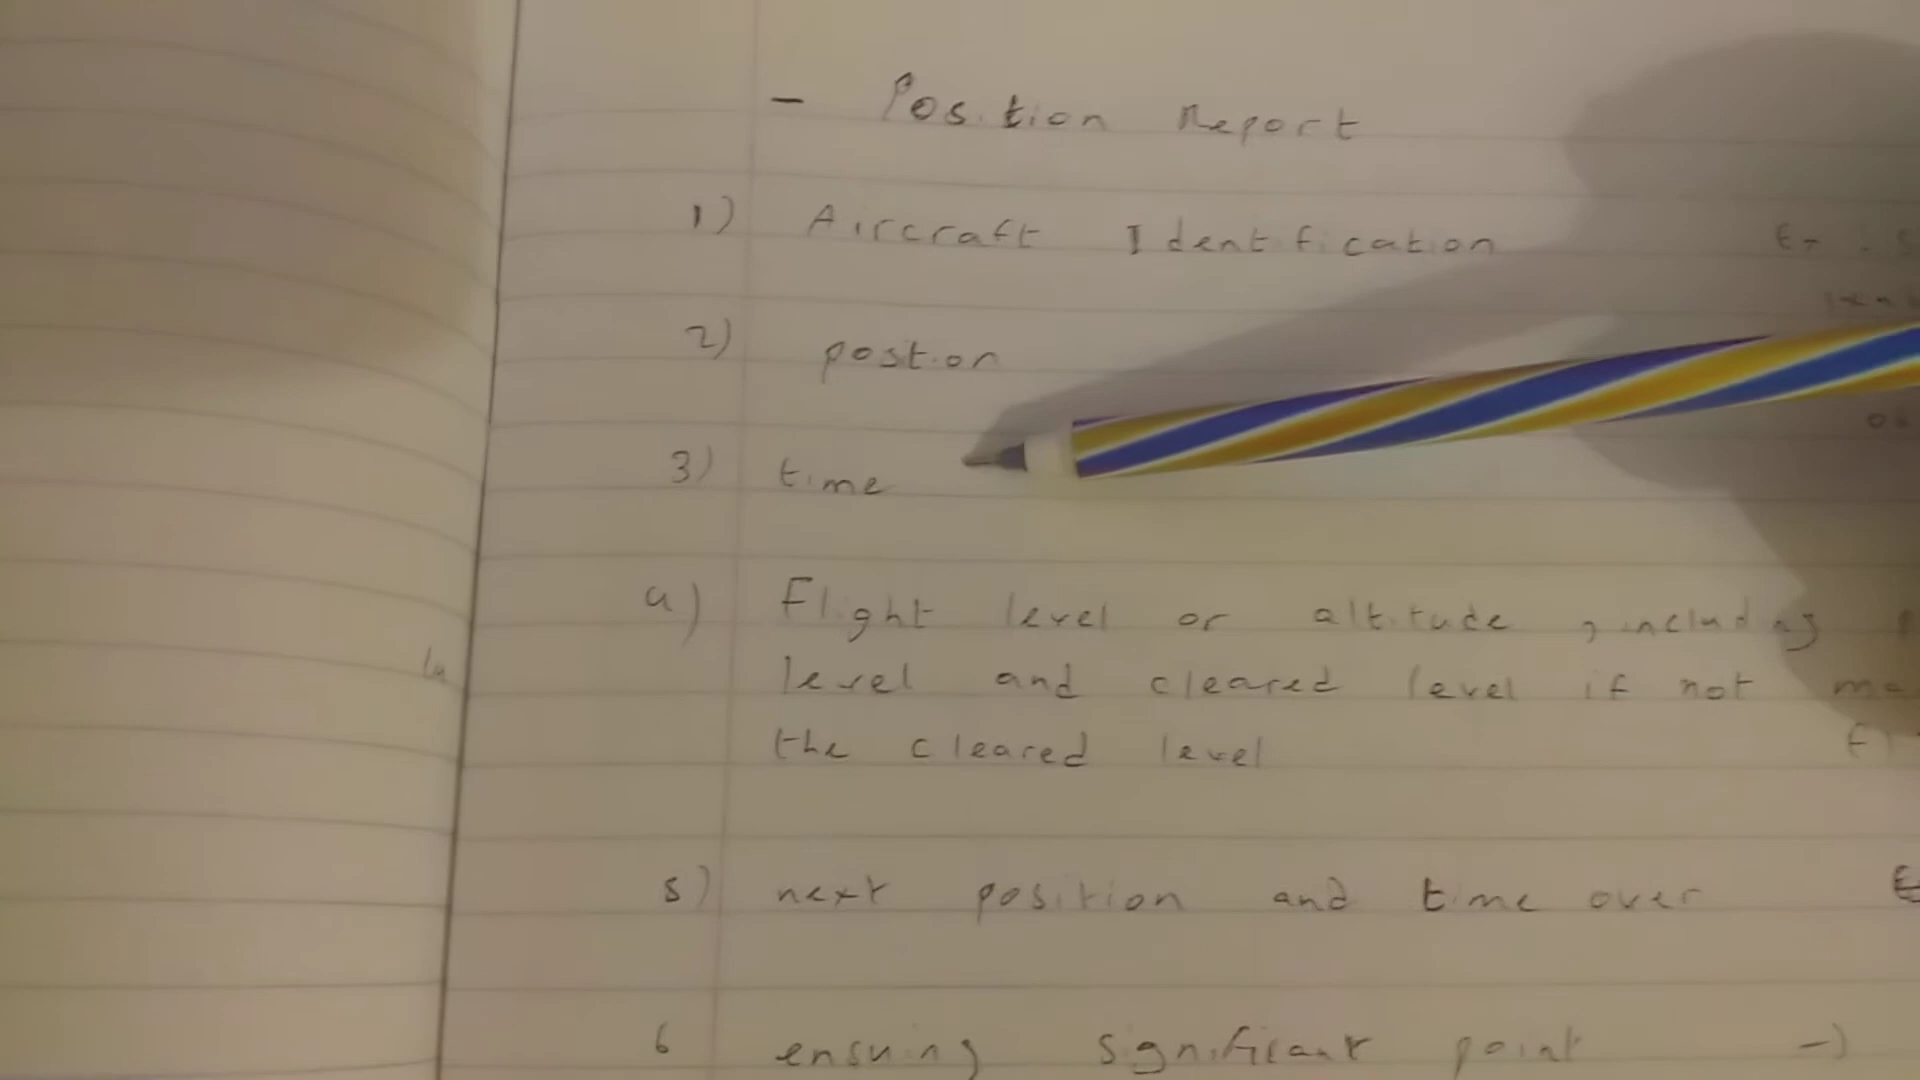 - Position Report
1) Aircraft Identification
2) postion
3) time
4) Flight level or altitude, including
level and cleared level if not
the cleared level
5) next position and time over
6 ensuing significant point -)